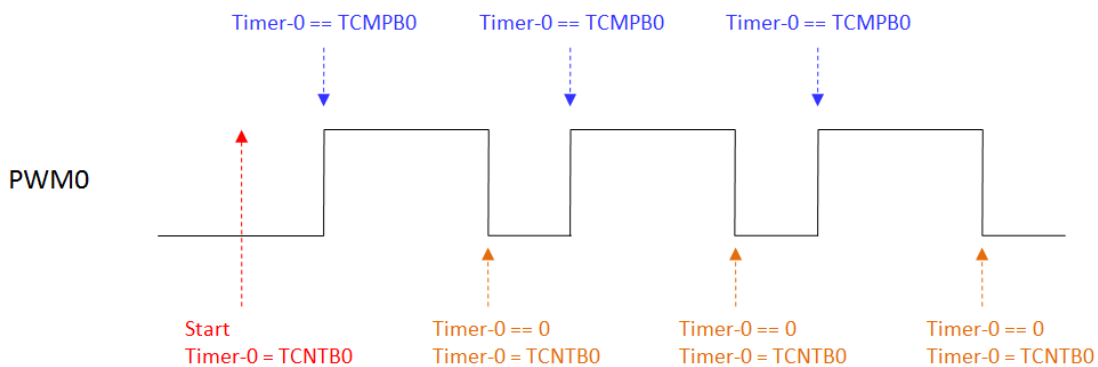 Timer-0 == TCMPB0 Timer-0 == TCMPB0 Timer-0 == TCMPB0
PWM0
Start Timer-0 == 0 Timer-0 == 0 Timer-0 == 0
Timer-0 = TCNTB0 Timer-0 = TCNTB0 Timer-0 = TCNTB0 Timer-0 = TCNTB0